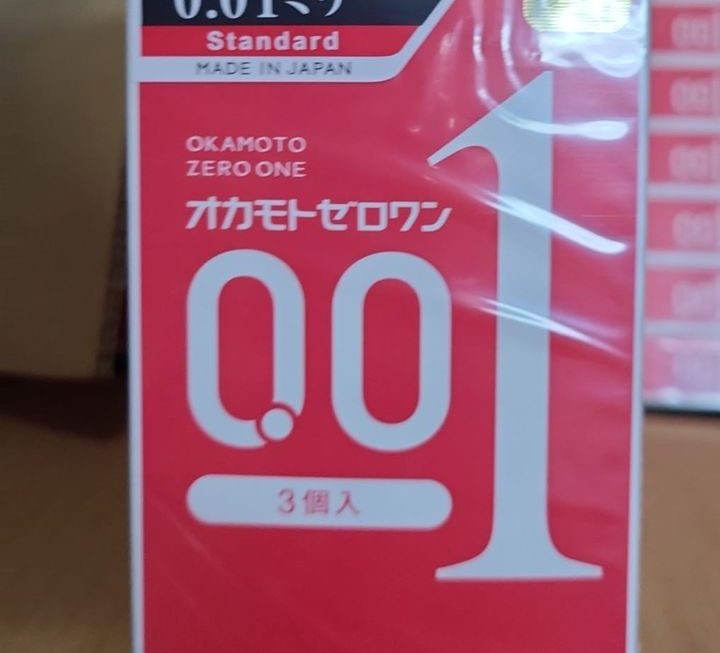 0.01ミリ
Standard
MADE IN JAPAN
OKAMOTO
ZERO ONE
オカモトゼロワン
0.01
3個入